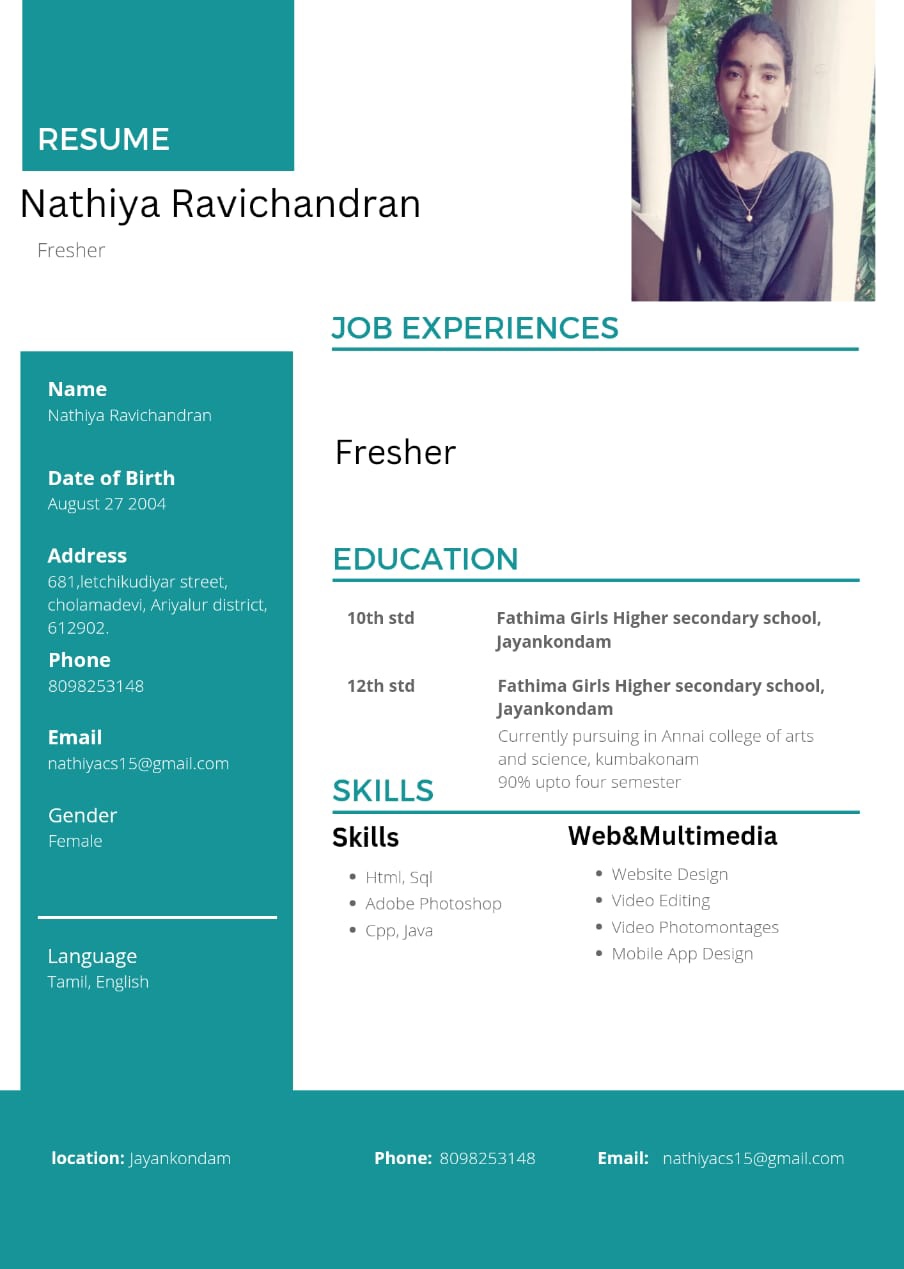 RESUME
Nathiya Ravichandran
Fresher
JOB EXPERIENCES
Fresher
Name
Nathiya Ravichandran
Date of Birth
August 27 2004
Address
681,letchikudiyar street,
cholamadevi, Ariyalur district,
612902.
Phone
8098253148
Email
nathiyacs15@gmail.com
Gender
Female
Language
Tamil, English
EDUCATION
10th std
Fathima Girls Higher secondary school,
Jayankondam
12th std
Fathima Girls Higher secondary school,
Jayankondam
Currently pursuing in Annai college of arts
and science, kumbakonam
90% upto four semester
SKILLS
Skills
Html, Sql
Adobe Photoshop
Cpp, Java
Web&Multimedia
Website Design
Video Editing
Video Photomontages
Mobile App Design
location: Jayankondam
Phone: 8098253148
Email: nathiyacs15@gmail.com